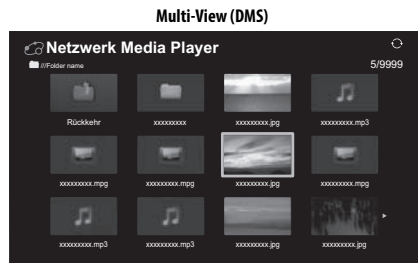 Multi-View (DMS)
Netzwerk Media Player
///Folder name
5/9999
Rückkehr xxxxxxxxx xxxxxxxxx.jpg xxxxxxxxx.mp3
xxxxxxxxx.mpg xxxxxxxxx.mpg xxxxxxxxx.jpg xxxxxxxxx.mpg
xxxxxxxxx.mp3 xxxxxxxxx.mp3 xxxxxxxxx.jpg xxxxxxxxx.jpg